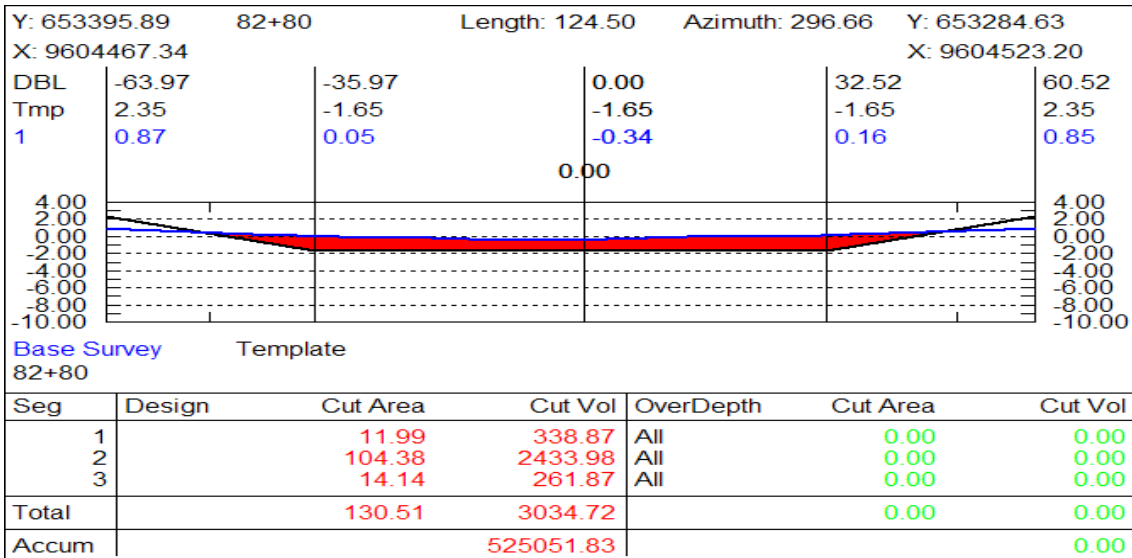 Y: 653395.89 82+80 Length: 124.50 Azimuth: 296.66 Y: 653284.63
X: 9604467.34 X: 9604523.20
DBL -63.97 -35.97 0.00 32.52 60.52
Tmp 2.35 -1.65 -1.65 -1.65 2.35
1 0.87 0.05 -0.34 0.16 0.85
0.00
4.00 4.00
2.00 2.00
0.00 0.00
-2.00 -2.00
-4.00 -4.00
-6.00 -6.00
-8.00 -8.00
-10.00 -10.00
Base Survey Template
82+80
Seg Design Cut Area Cut Vol OverDepth Cut Area Cut Vol
1 11.99 338.87 All 0.00 0.00
2 104.38 2433.98 All 0.00 0.00
3 14.14 261.87 All 0.00 0.00
Total 130.51 3034.72 0.00 0.00
Accum 525051.83 0.00